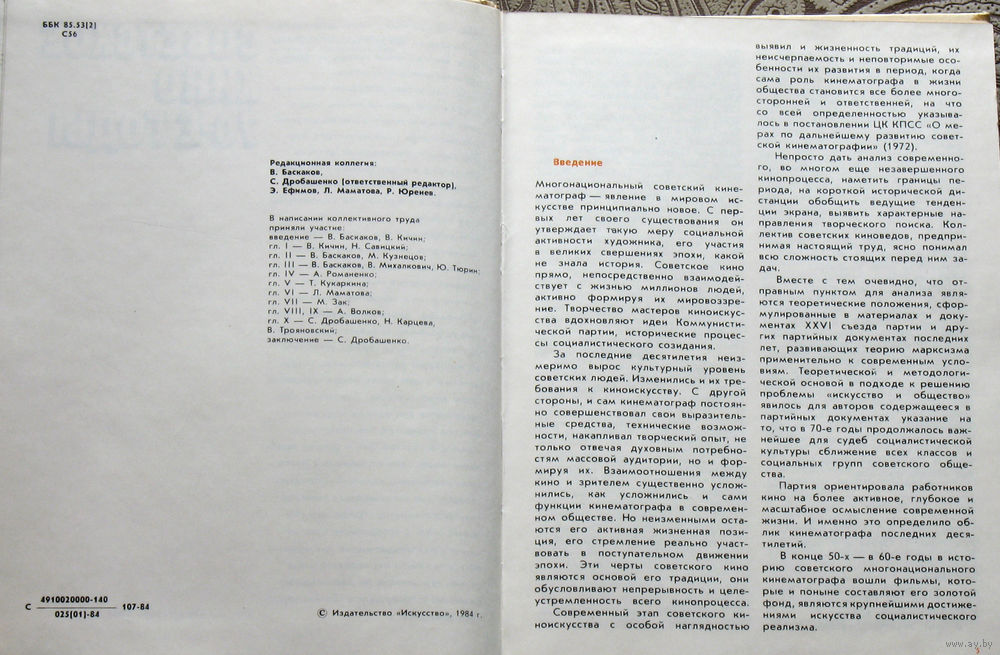 ББК 85.53[2]
С56
Редакционная коллегия:
В. Баскаков,
С. Дробашенко [ответственный редактор],
Э. Ефимов, Л. Маматова, Р. Юренев.
В написании коллективного труда
приняли участие:
введение — В. Баскаков, В. Кичин;
гл. I — В. Кичин, Н. Савицкий;
гл. II — В. Баскаков, М. Кузнецов;
гл. III — В. Баскаков, В. Михалкович, Ю. Тюрин;
гл. IV — А. Романенко;
гл. V — Т. Кукаркина;
гл. VI — Л. Маматова;
гл. VII — М. Зак;
гл. VIII, IX — А. Волков;
гл. X — С. Дробашенко, Н. Карцева,
В. Трояновский;
заключение — С. Дробашенко.
С 4910020000-140 107-84
025[01]-84
© Издательство «Искусство», 1984 г.
Введение
Многонациональный советский кине-
матограф — явление в мировом ис-
кусстве принципиально новое. С пер-
вых лет своего существования он
утверждает такую меру социальной
активности художника, его участия
в великих свершениях эпохи, какой
не знала история. Советское кино
прямо, непосредственно взаимодей-
ствует с жизнью миллионов людей,
активно формируя их мировоззре-
ние. Творчество мастеров киноискус-
ства вдохновляют идеи Коммунисти-
ческой партии, исторические процес-
сы социалистического созидания.
За последние десятилетия неиз-
меримо вырос культурный уровень
советских людей. Изменились и их тре-
бования к киноискусству. С другой
стороны, и сам кинематограф постоян-
но совершенствовал свои выразитель-
ные средства, технические возмож-
ности, накапливал творческий опыт, не
только отвечая духовным потребно-
стям массовой аудитории, но и фор-
мируя их. Взаимоотношения между
кино и зрителем существенно услож-
нились, как усложнились и сами
функции кинематографа в современ-
ном обществе. Но неизменными оста-
ются его активная жизненная пози-
ция, его стремление реально участ-
вовать в поступательном движении
эпохи. Эти черты советского кино
являются основой его традиции, они
обусловливают непрерывность и целе-
устремленность всего кинопроцесса.
Современный этап советского ки-
ноискусства с особой наглядностью
выявил и жизненность традиций, их
неисчерпаемость и неповторимые осо-
бенности их развития в период, когда
сама роль кинематографа в жизни
общества становится все более много-
сторонней и ответственной, на что
со всей определенностью указыва-
лось в постановлении ЦК КПСС «О ме-
рах по дальнейшему развитию совет-
ской кинематографии» (1972).
Непросто дать анализ современно-
го, во многом еще незавершенного
кинопроцесса, наметить границы пе-
риода, на короткой исторической ди-
станции обобщить ведущие тенден-
ции экрана, выявить характерные на-
правления творческого поиска. Кол-
лектив советских киноведов, предпри-
нимая настоящий труд, ясно понимал
всю сложность стоящих перед ним за-
дач.
Вместе с тем очевидно, что от-
правным пунктом для анализа явля-
ются теоретические положения, сфор-
мулированные в материалах и доку-
ментах XXVI съезда партии и дру-
гих партийных документах последних
лет, развивающих теорию марксизма
применительно к современным усло-
виям. Теоретической и методологи-
ческой основой в подходе к решению
проблемы «искусство и общество»
явилось для авторов содержащееся в
партийных документах указание на
то, что в 70-е годы продолжалось важ-
нейшее для судеб социалистической
культуры сближение всех классов и
социальных групп советского обще-
ства.
Партия ориентировала работников
кино на более активное, глубокое и
масштабное осмысление современной
жизни. И именно это определило об-
лик кинематографа последних деся-
тилетий.
В конце 50-х — в 60-е годы в исто-
рию советского многонационального
кинематографа вошли фильмы, кото-
рые и поныне составляют его золотой
фонд, являются крупнейшими достиже-
ниями искусства социалистического
реализма.
www.ay.by